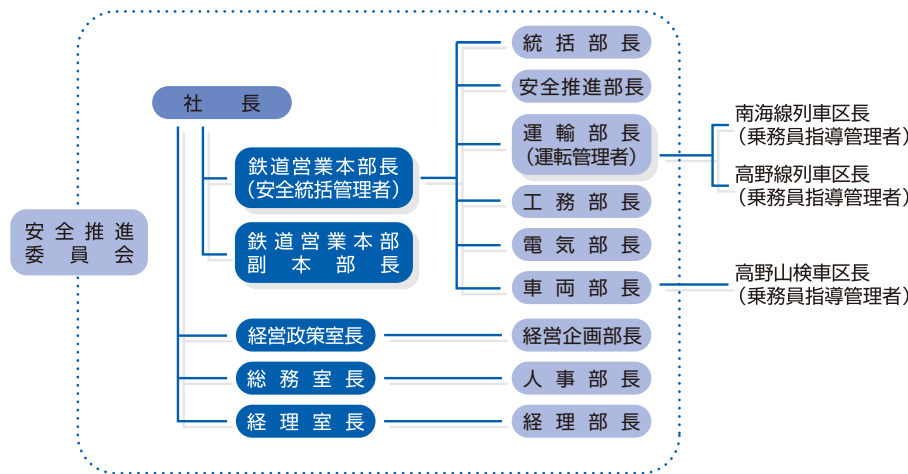 統括部長
安全推進部長
社長
運輸部長
(運転管理者)
南海線列車区長
(乗務員指導管理者)
鉄道営業本部長
(安全統括管理者)
高野線列車区長
(乗務員指導管理者)
工務部長
安全推進
委員会
鉄道営業本部
副本部長
電気部長
車両部長
高野山検車区長
(乗務員指導管理者)
経営政策室長
経営企画部長
総務室長
人事部長
経理室長
経理部長